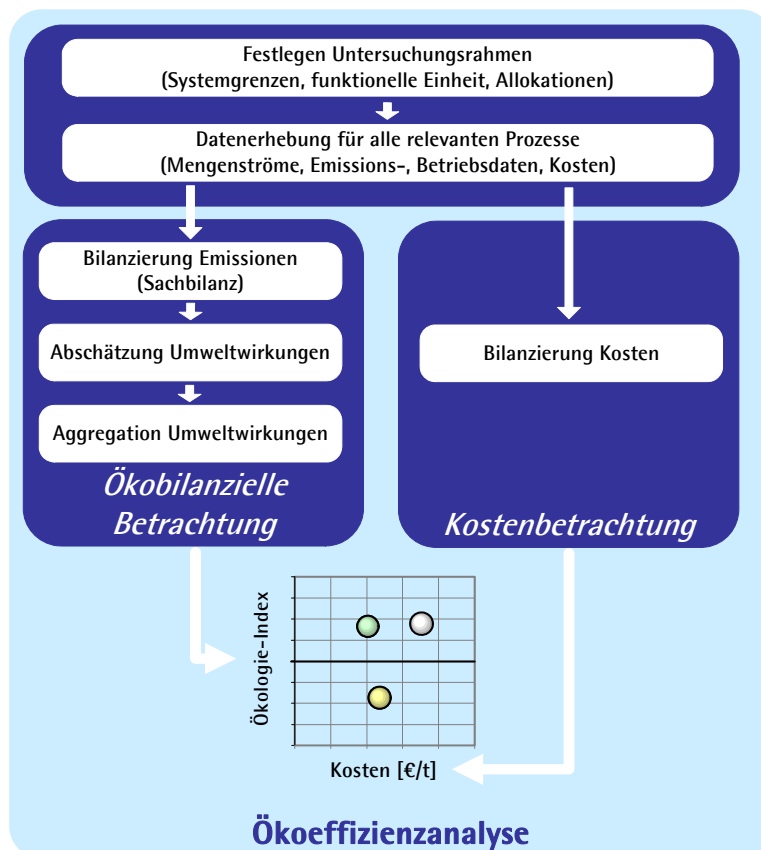 Festlegen Untersuchungsrahmen
(Systemgrenzen, funktionelle Einheit, Allokationen)
Datenerhebung für alle relevanten Prozesse
(Mengenströme, Emissions-, Betriebsdaten, Kosten)
Bilanzierung Emissionen
(Sachbilanz)
Abschätzung Umweltwirkungen
Aggregation Umweltwirkungen
Ökobilanzielle
Betrachtung
Bilanzierung Kosten
Kostenbetrachtung
Ökologie-Index
Kosten [€/t]
Ökoeffizienzanalyse